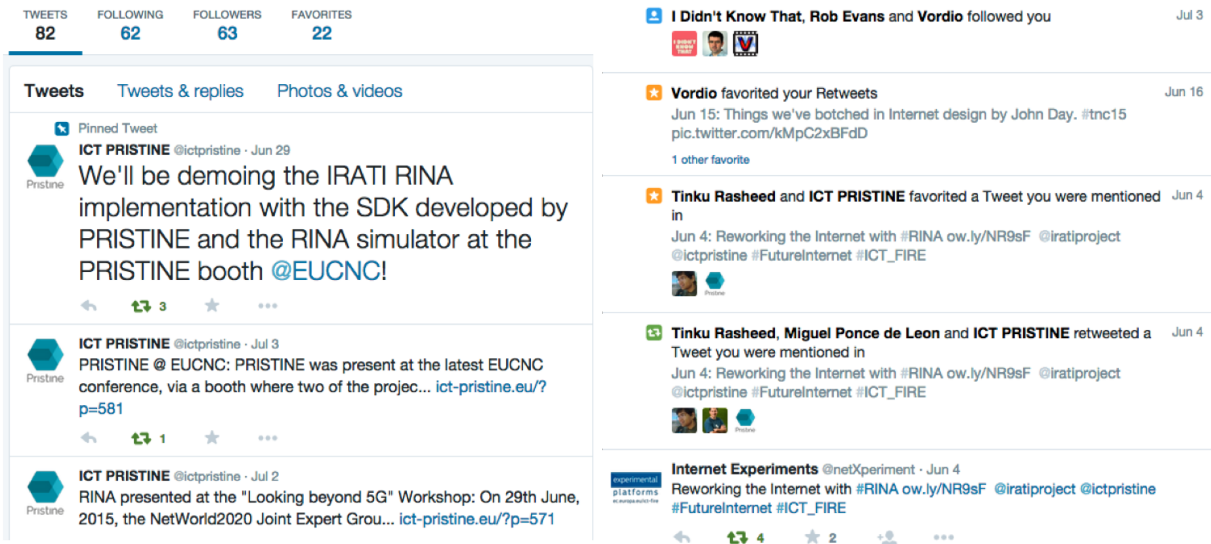 TWEETS FOLLOWING FOLLOWERS FAVORITES
82 62 63 22
Tweets Tweets & replies Photos & videos
Pinned Tweet
ICT PRISTINE @ictpristine · Jun 29
Pristine
We'll be demoing the IRATI RINA
implementation with the SDK developed by
PRISTINE and the RINA simulator at the
PRISTINE booth @EUCNC!
3
ICT PRISTINE @ictpristine · Jul 3
Pristine
PRISTINE @ EUCNC: PRISTINE was present at the latest EUCNC
conference, via a booth where two of the projec... ict-pristine.eu/?
p=581
1
ICT PRISTINE @ictpristine · Jul 2
Pristine
RINA presented at the "Looking beyond 5G" Workshop: On 29th June,
2015, the NetWorld2020 Joint Expert Grou... ict-pristine.eu/?p=571
I Didn't Know That, Rob Evans and Vordio followed you Jul 3
I DIDN'T
KNOW
THAT
V
Vordio favorited your Retweets Jun 16
Jun 15: Things we've botched in Internet design by John Day. #tnc15
pic.twitter.com/kMpC2xBFdD
1 other favorite
Tinku Rasheed and ICT PRISTINE favorited a Tweet you were mentioned Jun 4
in
Jun 4: Reworking the Internet with #RINA ow.ly/NR9sF @iratiproject
@ictpristine #FutureInternet #ICT_FIRE
Pristine
Tinku Rasheed, Miguel Ponce de Leon and ICT PRISTINE retweeted a Jun 4
Tweet you were mentioned in
Jun 4: Reworking the Internet with #RINA ow.ly/NR9sF @iratiproject
@ictpristine #FutureInternet #ICT_FIRE
Pristine
Internet Experiments @netXperiment · Jun 4
experimental
platforms
ec.europa.eu/ict-fire
Reworking the Internet with #RINA ow.ly/NR9sF @iratiproject @ictpristine
#FutureInternet #ICT_FIRE
4 2